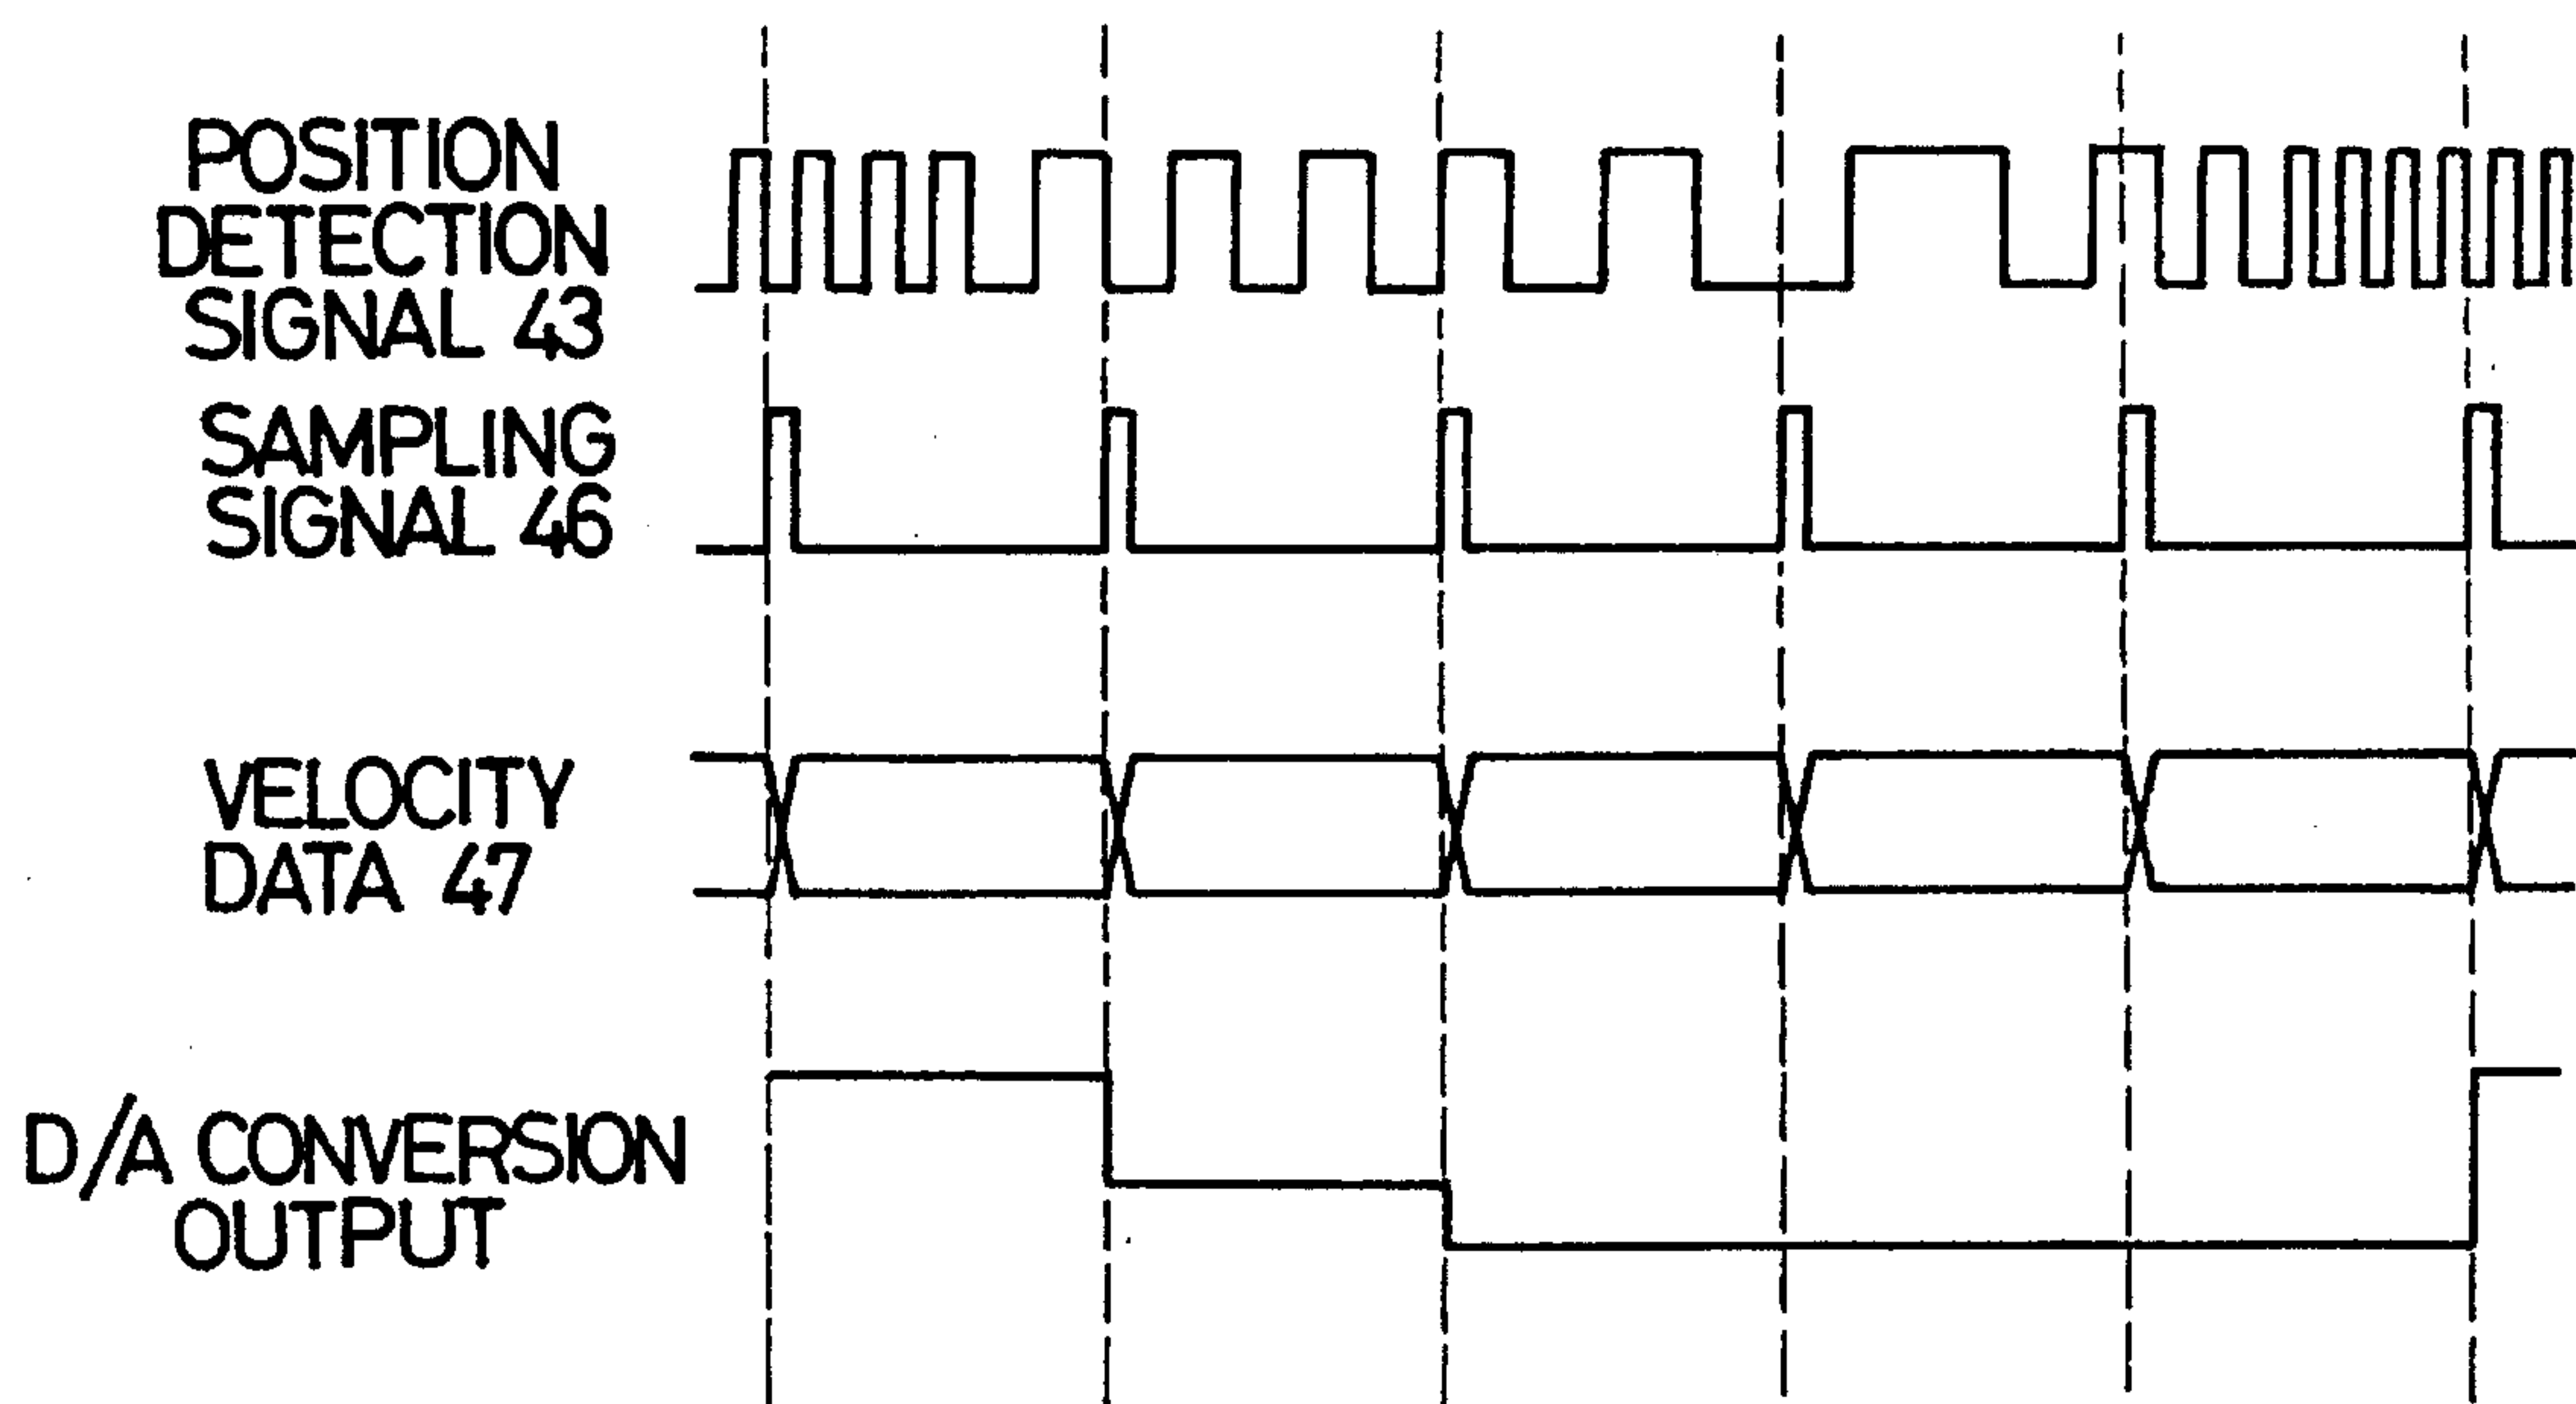 POSITION
DETECTION
SIGNAL 43
SAMPLING
SIGNAL 46
VELOCITY
DATA 47
D/A CONVERSION
OUTPUT